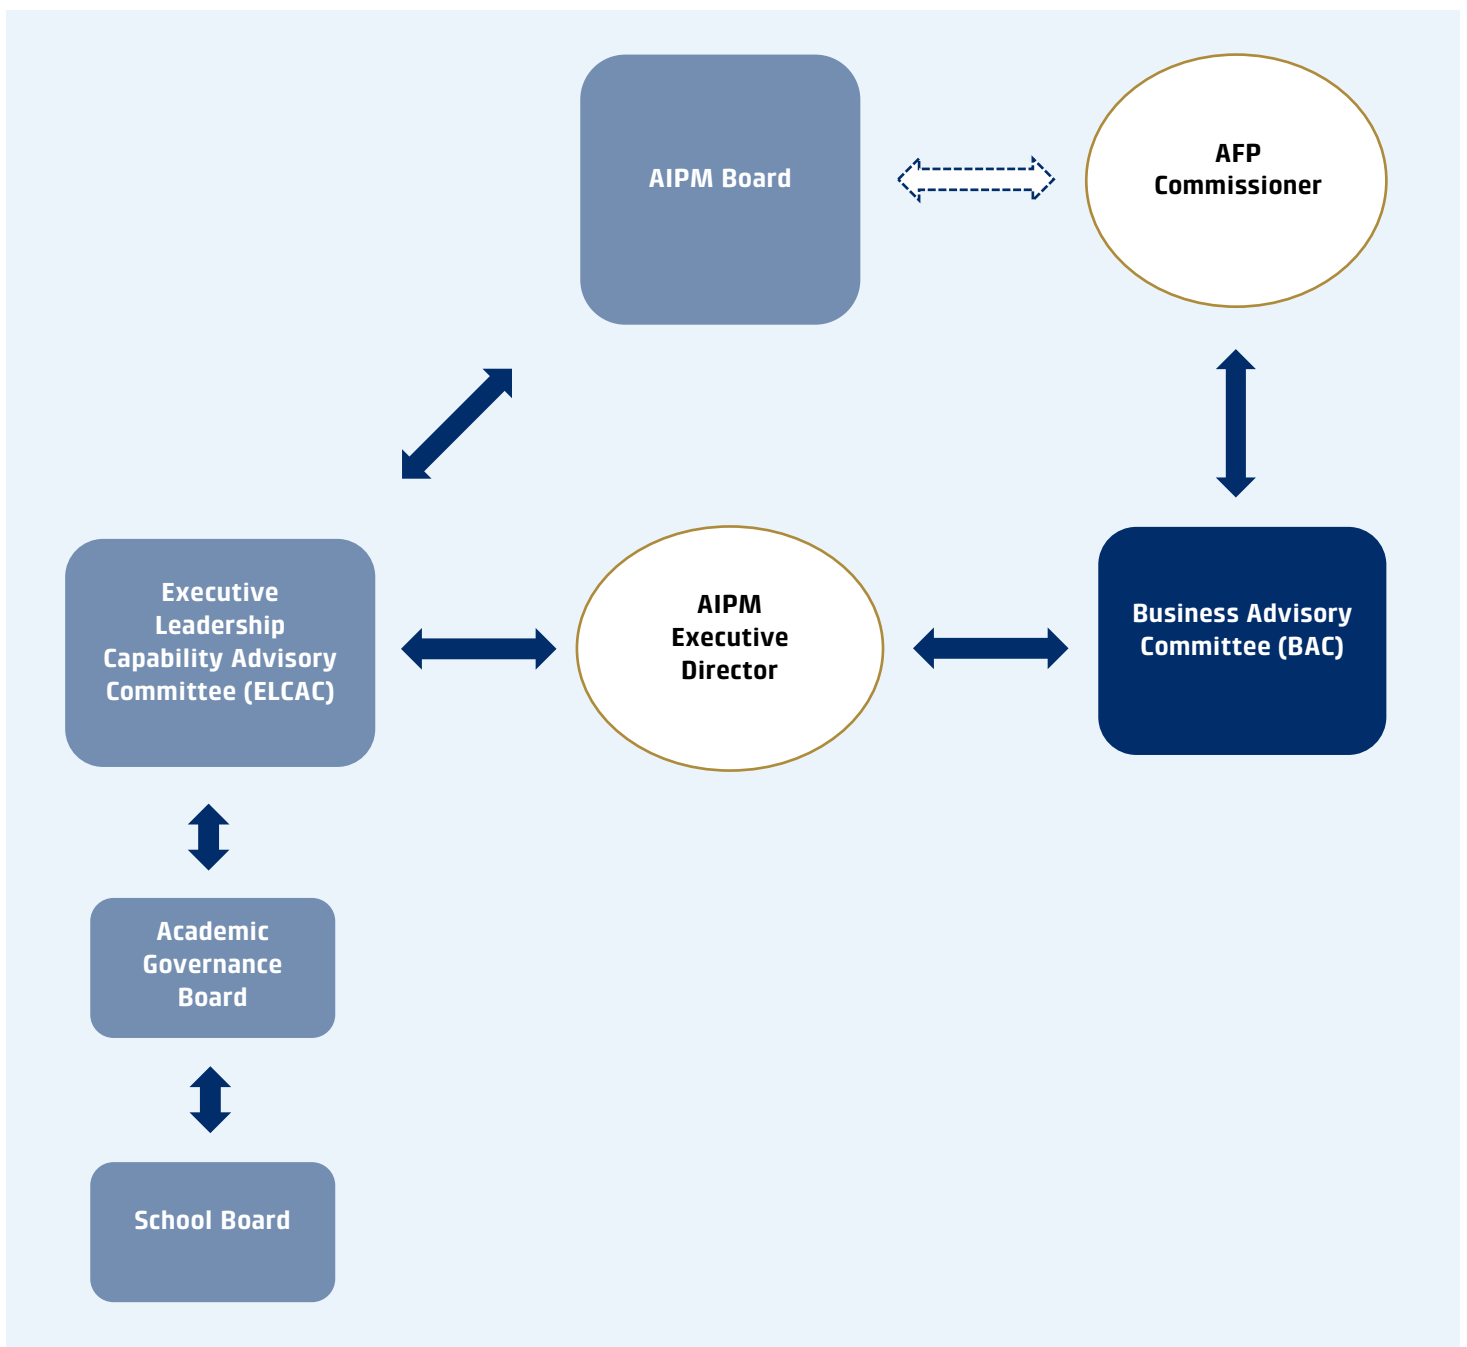 AIPM Board
AFP
Commissioner
Executive
Leadership
Capability Advisory
Committee (ELCAC)
AIPM
Executive
Director
Business Advisory
Committee (BAC)
Academic
Governance
Board
School Board